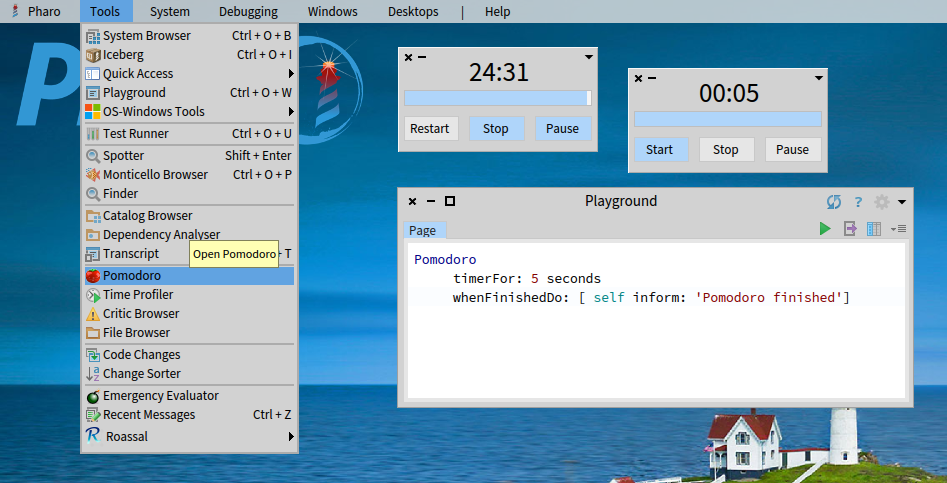 Pharo Tools System Debugging Windows Desktops | Help
System Browser Ctrl + O + B
Iceberg Ctrl + O + I
Quick Access
Playground Ctrl + O + W
OS-Windows Tools
Test Runner Ctrl + O + U
Spotter Shift + Enter
Monticello Browser Ctrl + O + P
Finder
Catalog Browser
Dependency Analyser
Transcript + T
Open Pomodoro
Pomodoro
Time Profiler
Critic Browser
File Browser
Code Changes
Change Sorter
Emergency Evaluator
Recent Messages Ctrl + Z
Roassal
24:31
Restart Stop Pause
00:05
Start Stop Pause
Playground
Page
Pomodoro
timerFor: 5 seconds
whenFinishedDo: [ self inform: 'Pomodoro finished']